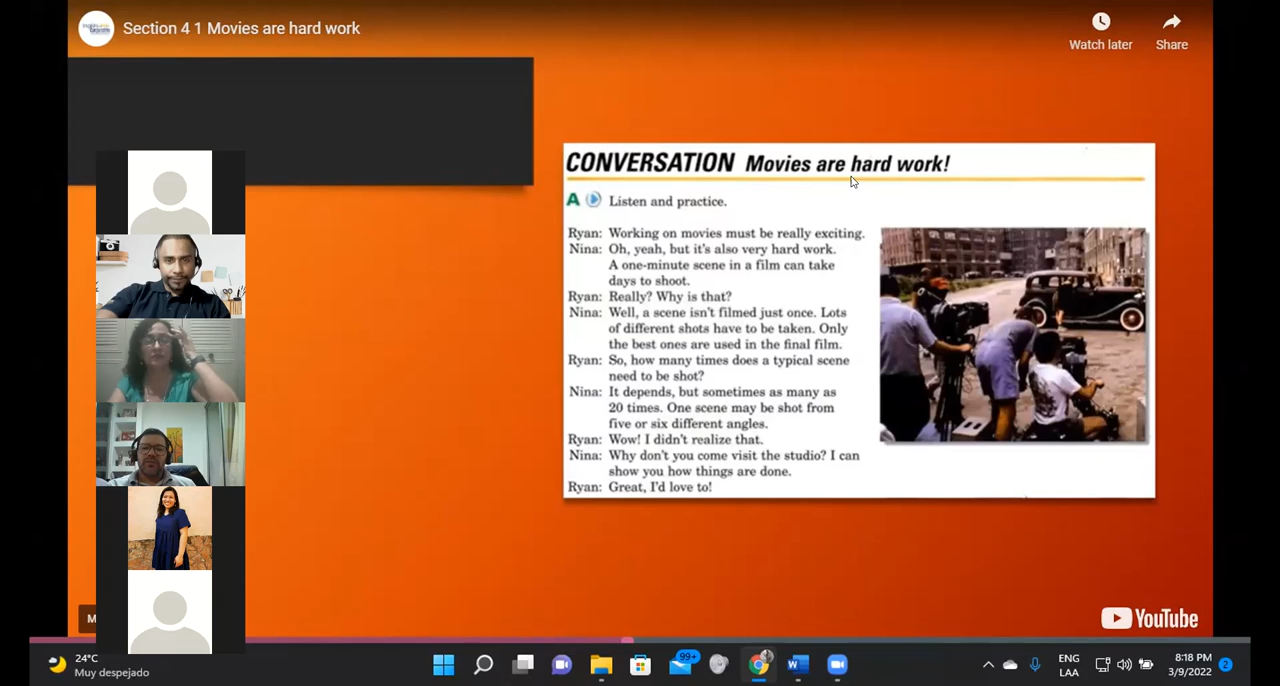 Section 4 1 Movies are hard work
Watch later
Share
CONVERSATION Movies are hard work!
A Listen and practice.
Ryan: Working on movies must be really exciting.
Nina: Oh, yeah, but it's also very hard work.
A one-minute scene in a film can take
days to shoot.
Ryan: Really? Why is that?
Nina: Well, a scene isn't filmed just once. Lots
of different shots have to be taken. Only
the best ones are used in the final film.
Ryan: So, how many times does a typical scene
need to be shot?
Nina: It depends, but sometimes as many as
20 times. One scene may be shot from
five or six different angles.
Ryan: Wow! I didn't realize that.
Nina: Why don't you come visit the studio? I can
show you how things are done.
Ryan: Great, I'd love to!
M
YouTube
24°C
Muy despejado
99+
ENG
LAA
8:18 PM
3/9/2022
2